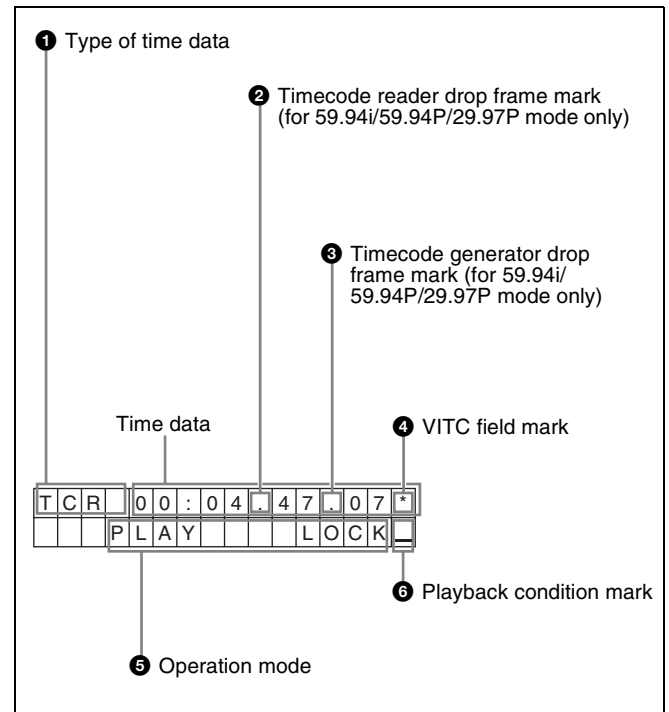 ❶ Type of time data
❷ Timecode reader drop frame mark
(for 59.94i/59.94P/29.97P mode only)
❸ Timecode generator drop
frame mark (for 59.94i/
59.94P/29.97P mode only)
Time data
❹ VITC field mark
TCR 00:04.47.07*
PLAY LOCK_
❻ Playback condition mark
❺ Operation mode